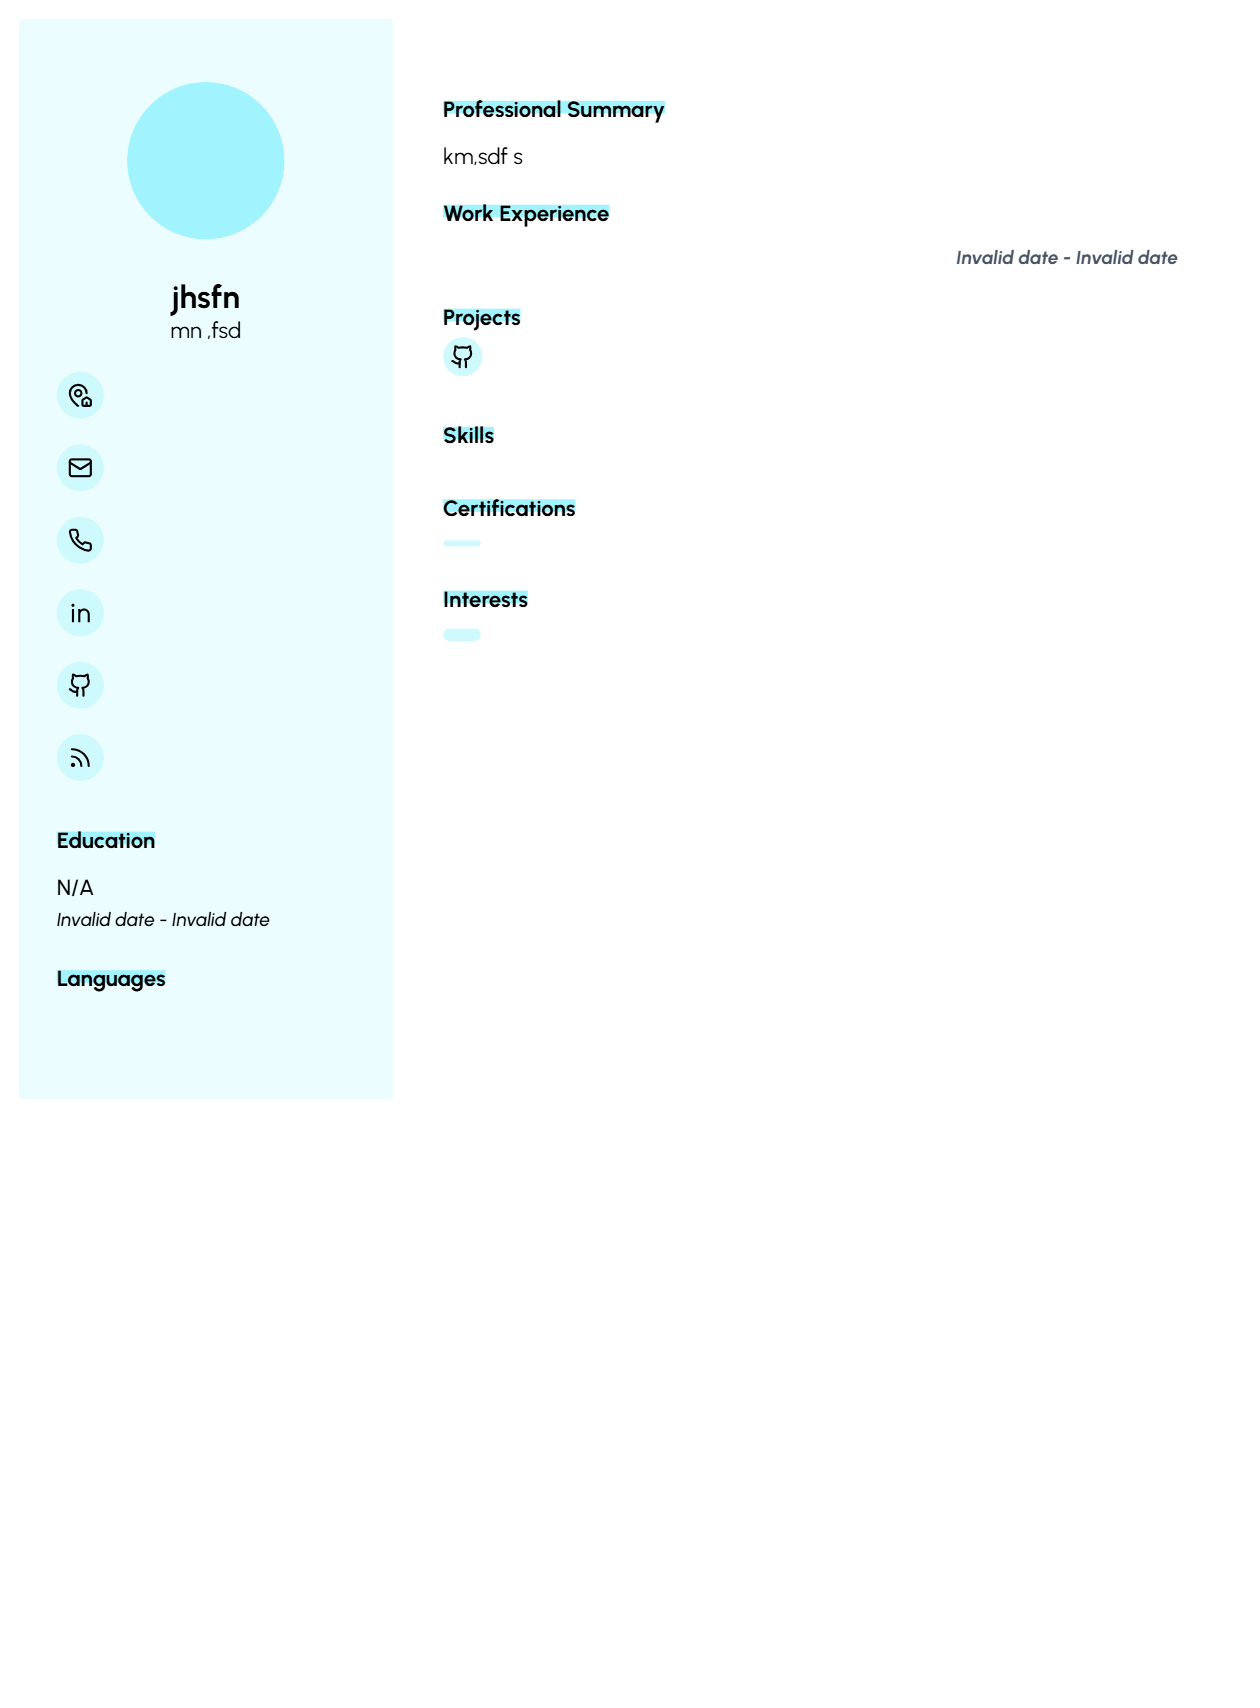 jhsfn
mn ,fsd
in
Education
N/A
Invalid date - Invalid date
Languages
Professional Summary
km,sdf s
Work Experience
Invalid date - Invalid date
Projects
Skills
Certifications
Interests